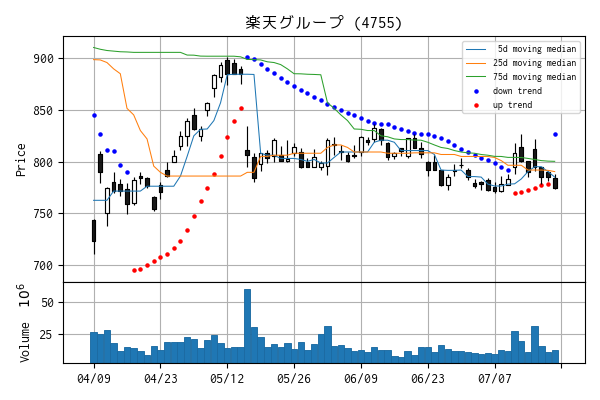 楽天グループ (4755)
5d moving median
25d moving median
75d moving median
down trend
up trend
900
850
800
750
700
Price
50
25
Volume 10^6
04/09 04/23 05/12 05/26 06/09 06/23 07/07